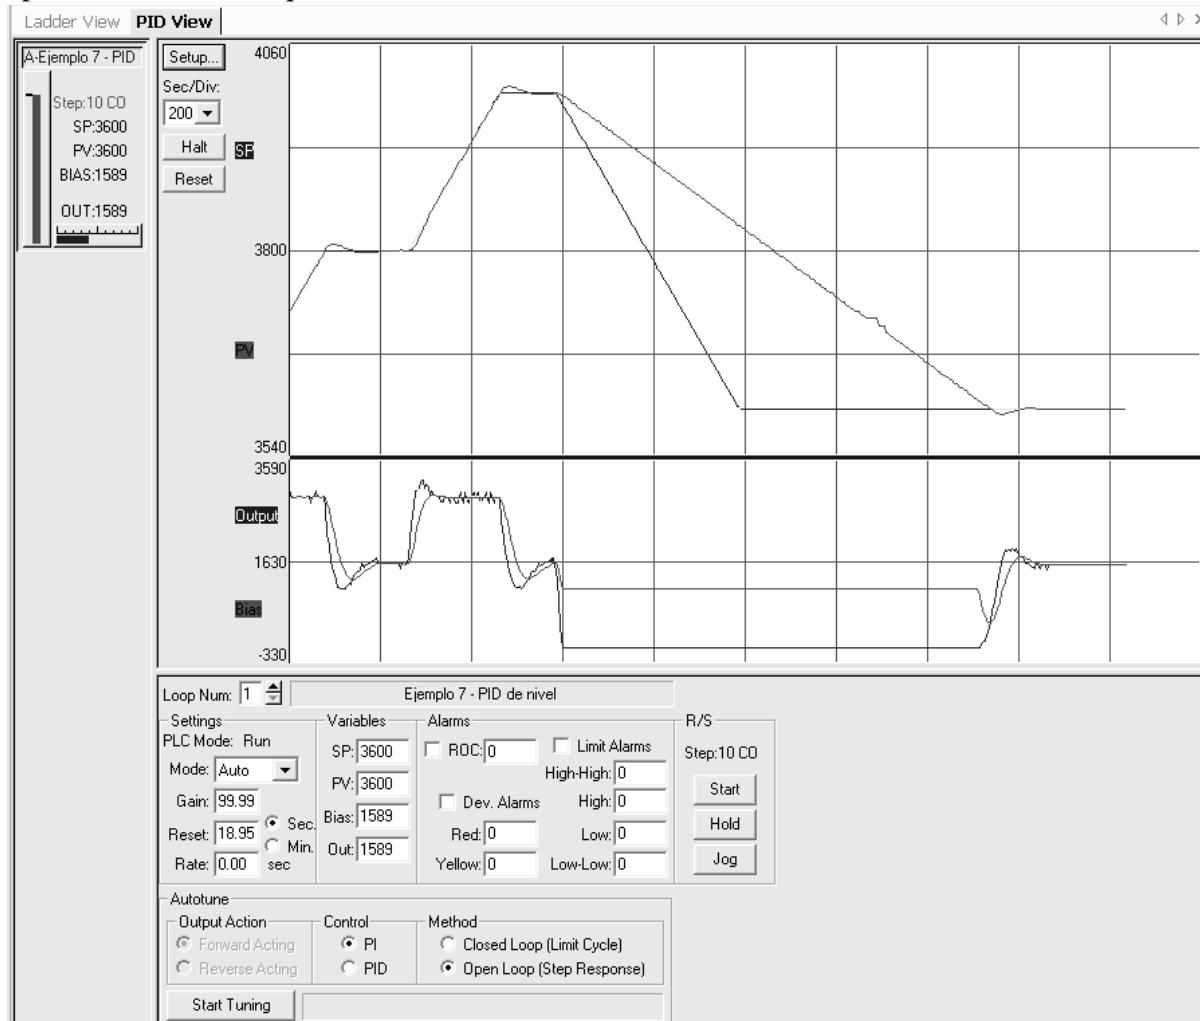 Ladder View PID View
A-Ejemplo 7 - PID
Step:10 CO
SP:3600
PV:3600
BIAS:1589
OUT:1589
Setup...
Sec/Div:
200
Halt
Reset
4060
SP
3800
PV
3540
3590
Output
1630
Bias
-330
Loop Num: 1 Ejemplo 7 - PID de nivel
Settings
PLC Mode: Run
Mode: Auto
Gain: 99.99
Reset: 18.95 Sec.
Min.
Rate: 0.00 sec
Variables
SP: 3600
PV: 3600
Bias: 1589
Out: 1589
Alarms
ROC: 0 Limit Alarms
High-High: 0
Dev. Alarms High: 0
Red: 0 Low: 0
Yellow: 0 Low-Low: 0
R/S
Step:10 CO
Start
Hold
Jog
Autotune
Output Action
Forward Acting
Reverse Acting
Control
PI
PID
Method
Closed Loop (Limit Cycle)
Open Loop (Step Response)
Start Tuning